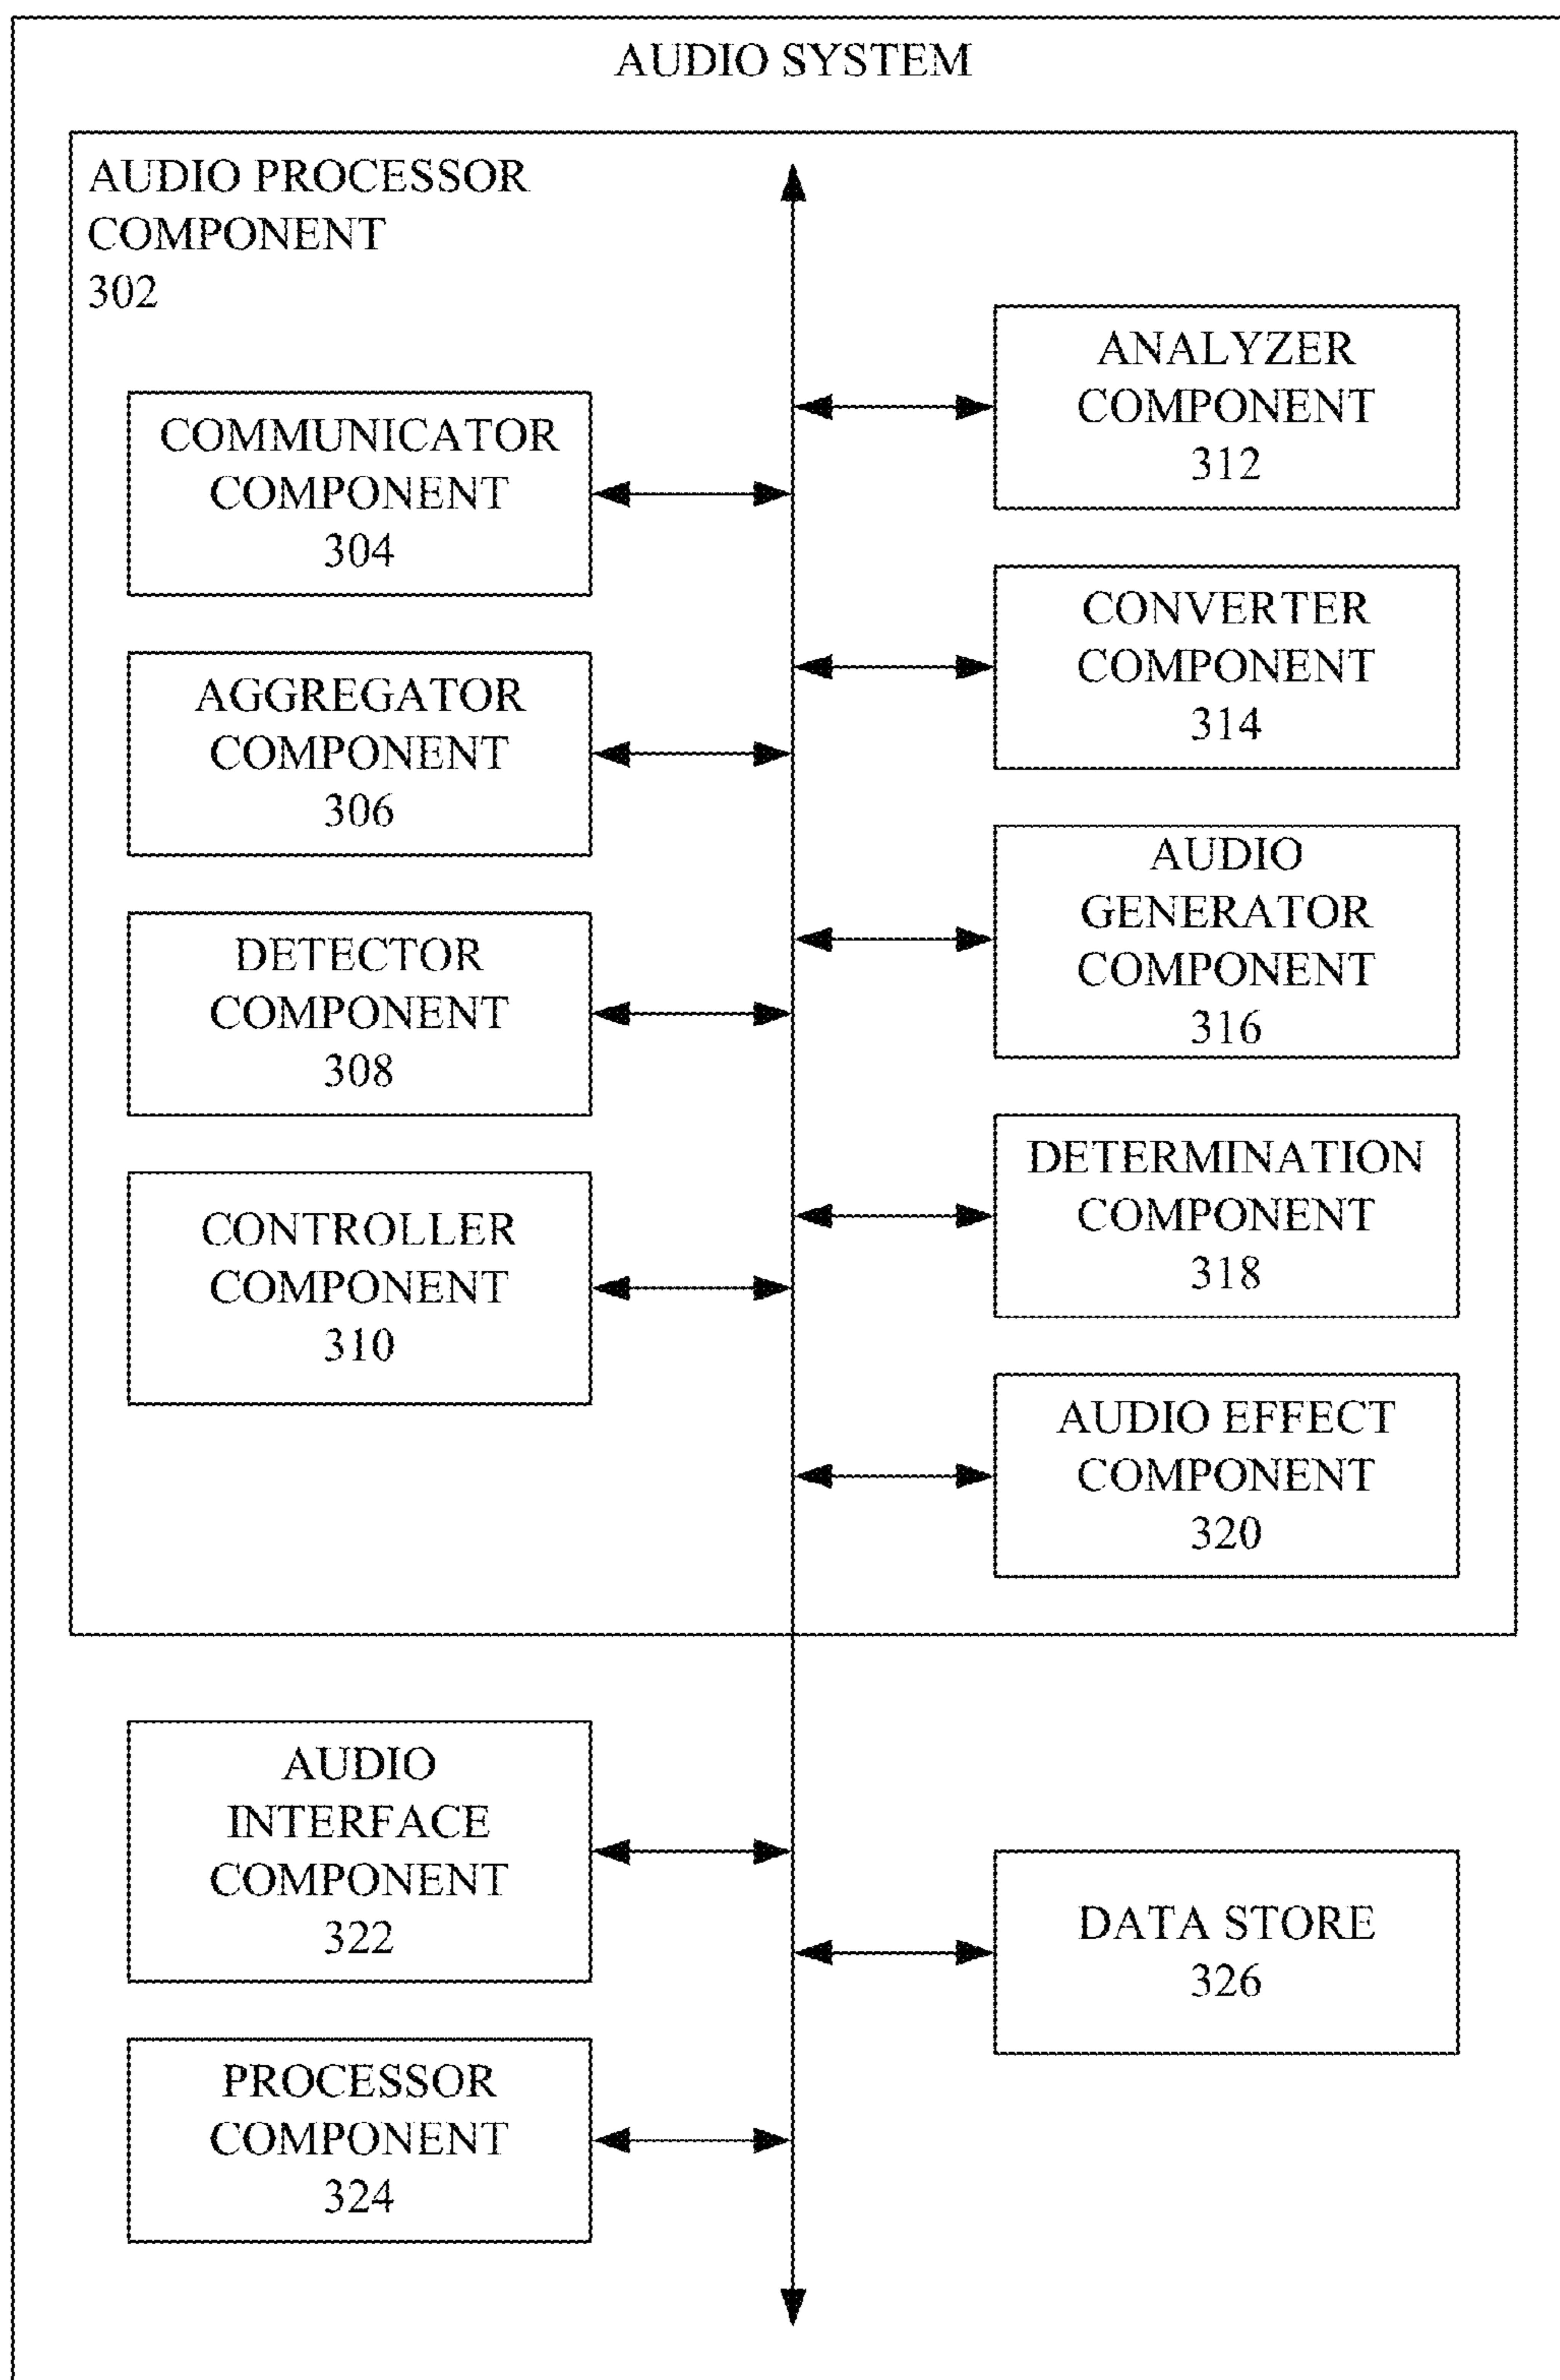 AUDIO SYSTEM
AUDIO PROCESSOR
COMPONENT
302
COMMUNICATOR
COMPONENT
304
AGGREGATOR
COMPONENT
306
DETECTOR
COMPONENT
308
CONTROLLER
COMPONENT
310
ANALYZER
COMPONENT
312
CONVERTER
COMPONENT
314
AUDIO
GENERATOR
COMPONENT
316
DETERMINATION
COMPONENT
318
AUDIO EFFECT
COMPONENT
320
AUDIO
INTERFACE
COMPONENT
322
PROCESSOR
COMPONENT
324
DATA STORE
326